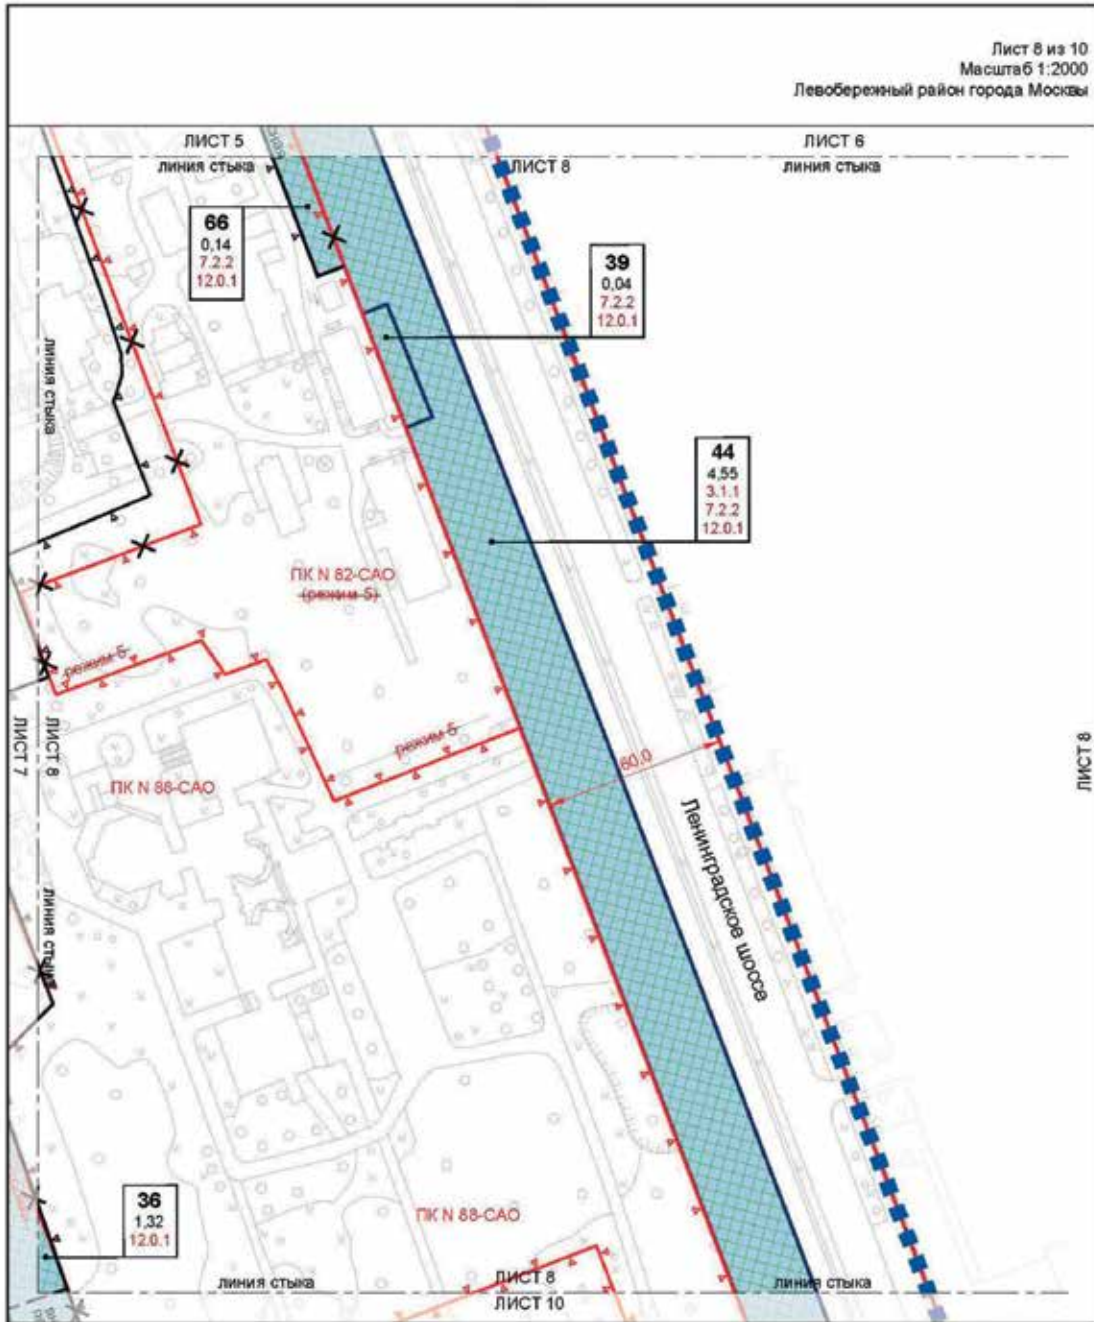 Лист 8 из 10
Масштаб 1:2000
Левобережный район города Москвы
ЛИСТ 5
ЛИСТ 6
линия стыка
ЛИСТ 8
линия стыка
66
0,14
7.2.2
12.0.1
39
0,04
7.2.2
12.0.1
линия стыка
44
4,55
3.1.1
7.2.2
12.0.1
ПК N 82-САО
(режим 5)
режим 5
режим 5
60,0
ЛИСТ 7
ЛИСТ 8
ЛИСТ 8
ПК N 86-САО
Ленинградское шоссе
линия стыка
36
1,32
12.0.1
ПК N 88-САО
линия стыка
ЛИСТ 8
линия стыка
ЛИСТ 10